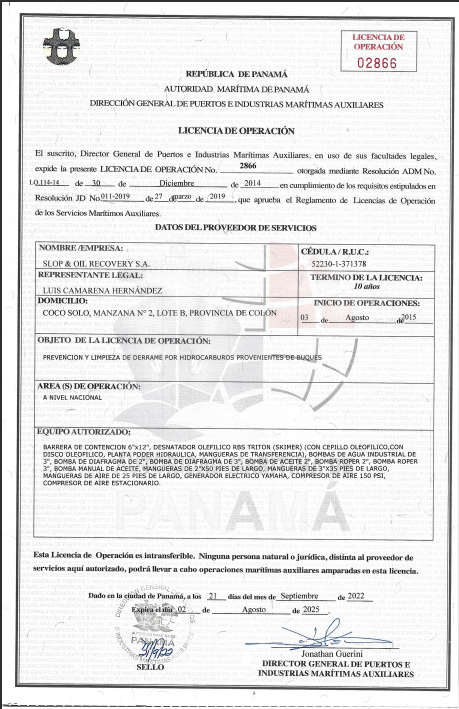 LICENCIA DE
OPERACIÓN
02866
REPÚBLICA DE PANAMÁ
AUTORIDAD MARÍTIMA DE PANAMÁ
DIRECCIÓN GENERAL DE PUERTOS E INDUSTRIAS MARÍTIMAS AUXILIARES
LICENCIA DE OPERACIÓN
El suscrito, Director General de Puertos e Industrias Marítimas Auxiliares, en uso de sus facultades legales,
expide la presente LICENCIA DE OPERACIÓN No. 2866 otorgada mediante Resolución ADM No.
114-14 de 30 de Diciembre de 2014 en cumplimiento de los requisitos estipulados en
Resolución JD No. 011-2019 de 27 de marzo de 2019 que aprueba el Reglamento de Licencias de Operación
de los Servicios Marítimos Auxiliares.
DATOS DEL PROVEEDOR DE SERVICIOS
NOMBRE /EMPRESA:
SLOP & OIL RECOVERY S.A.
CÉDULA / R.U.C.:
52230-1-371378
REPRESENTANTE LEGAL:
LUIS CAMARENA HERNÁNDEZ
TERMINO DE LA LICENCIA:
10 años
DOMICILIO:
COCO SOLO, MANZANA N° 2, LOTE B, PROVINCIA DE COLÓN
INICIO DE OPERACIONES:
03 de Agosto de 2015
OBJETO DE LA LICENCIA DE OPERACIÓN:
PREVENCION Y LIMPIEZA DE DERRAME POR HIDROCARBUROS PROVENIENTES DE BUQUES
AREA (S) DE OPERACIÓN:
A NIVEL NACIONAL
EQUIPO AUTORIZADO:
BARRERA DE CONTENCION 6"x12", DESNATADOR OLEFILICO RBS TRITON (SKIMER) (CON CEPILLO OLEOFILICO,CON
DISCO OLEOFILICO, PLANTA PODER HIDRAULICA, MANGUERAS DE TRANSFERENCIA), BOMBAS DE AGUA INDUSTRIAL DE
3", BOMBA DE DIAFRAGMA DE 2", BOMBA DE DIAFRAGMA DE 3", BOMBA DE ACEITE 2", BOMBA ROPER 2", BOMBA ROPER
3", BOMBA MANUAL DE ACEITE, MANGUERAS DE 2"X50 PIES DE LARGO, MANGUERAS DE 3"X35 PIES DE LARGO,
MANGUERAS DE AIRE DE 25 PIES DE LARGO, GENERADOR ELECTRICO YAMAHA, COMPRESOR DE AIRE 150 PSI,
COMPRESOR DE AIRE ESTACIONARIO.
PANAMÁ
Esta Licencia de Operación es intransferible. Ninguna persona natural o jurídica, distinta al proveedor de
servicios aquí autorizado, podrá llevar a cabo operaciones marítimas auxiliares amparadas en esta licencia.
Dado en la ciudad de Panamá, a los 21 días del mes de Septiembre de 2022
Expira el día 02 de Agosto de 2025
PANAMÁ
SELLO
Jonathan Guerini
DIRECTOR GENERAL DE PUERTOS E
INDUSTRIAS MARÍTIMAS AUXILIARES